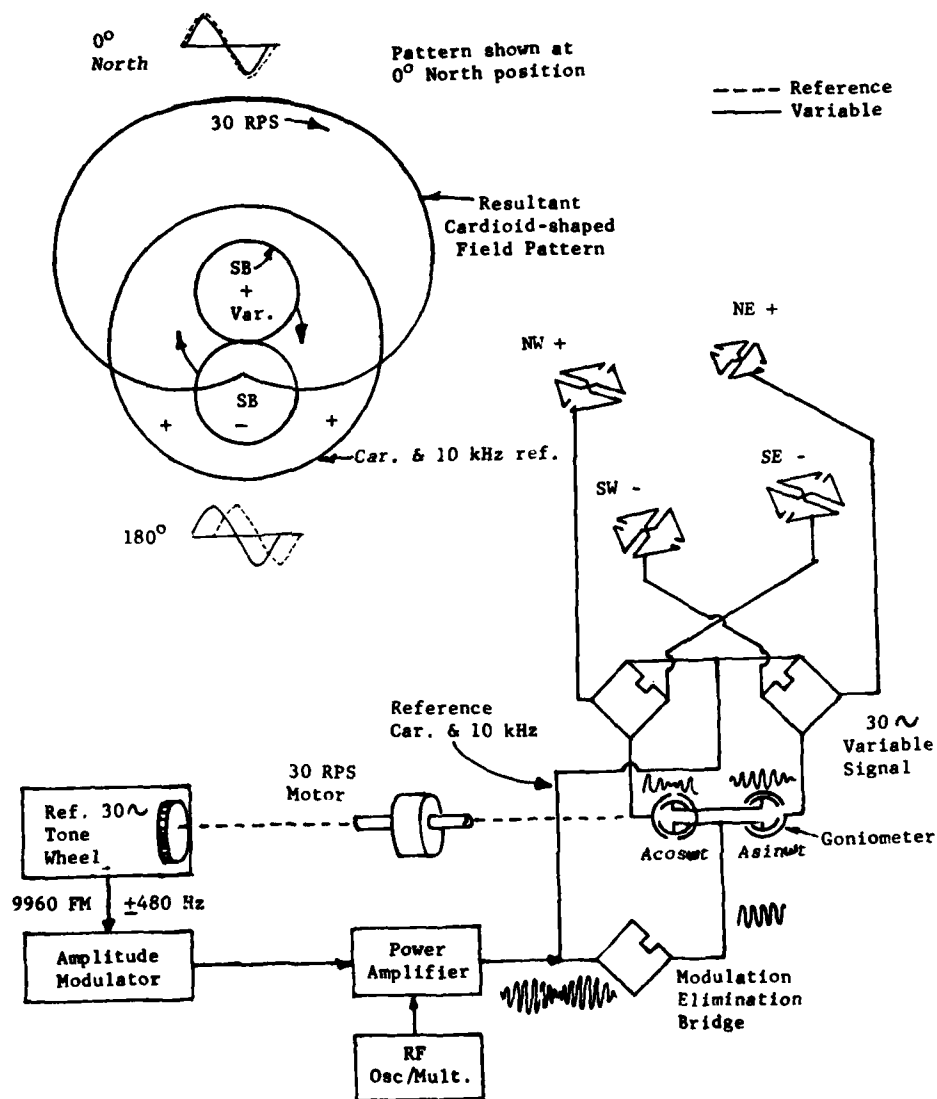 0° North
Pattern shown at
0° North position
--- Reference
— Variable
30 RPS
Resultant
Cardioid-shaped
Field Pattern
SB
+
Var.
SB
-
+ +
Car. & 10 kHz ref.
180°
NW +
NE +
SW -
SE -
Reference
Car. & 10 kHz
30∿
Variable
Signal
30 RPS
Motor
Ref. 30∿
Tone
Wheel
Goniometer
Acoswt
Asinwt
9960 FM ±480 Hz
Amplitude
Modulator
Power
Amplifier
Modulation
Elimination
Bridge
RF
Osc/Mult.